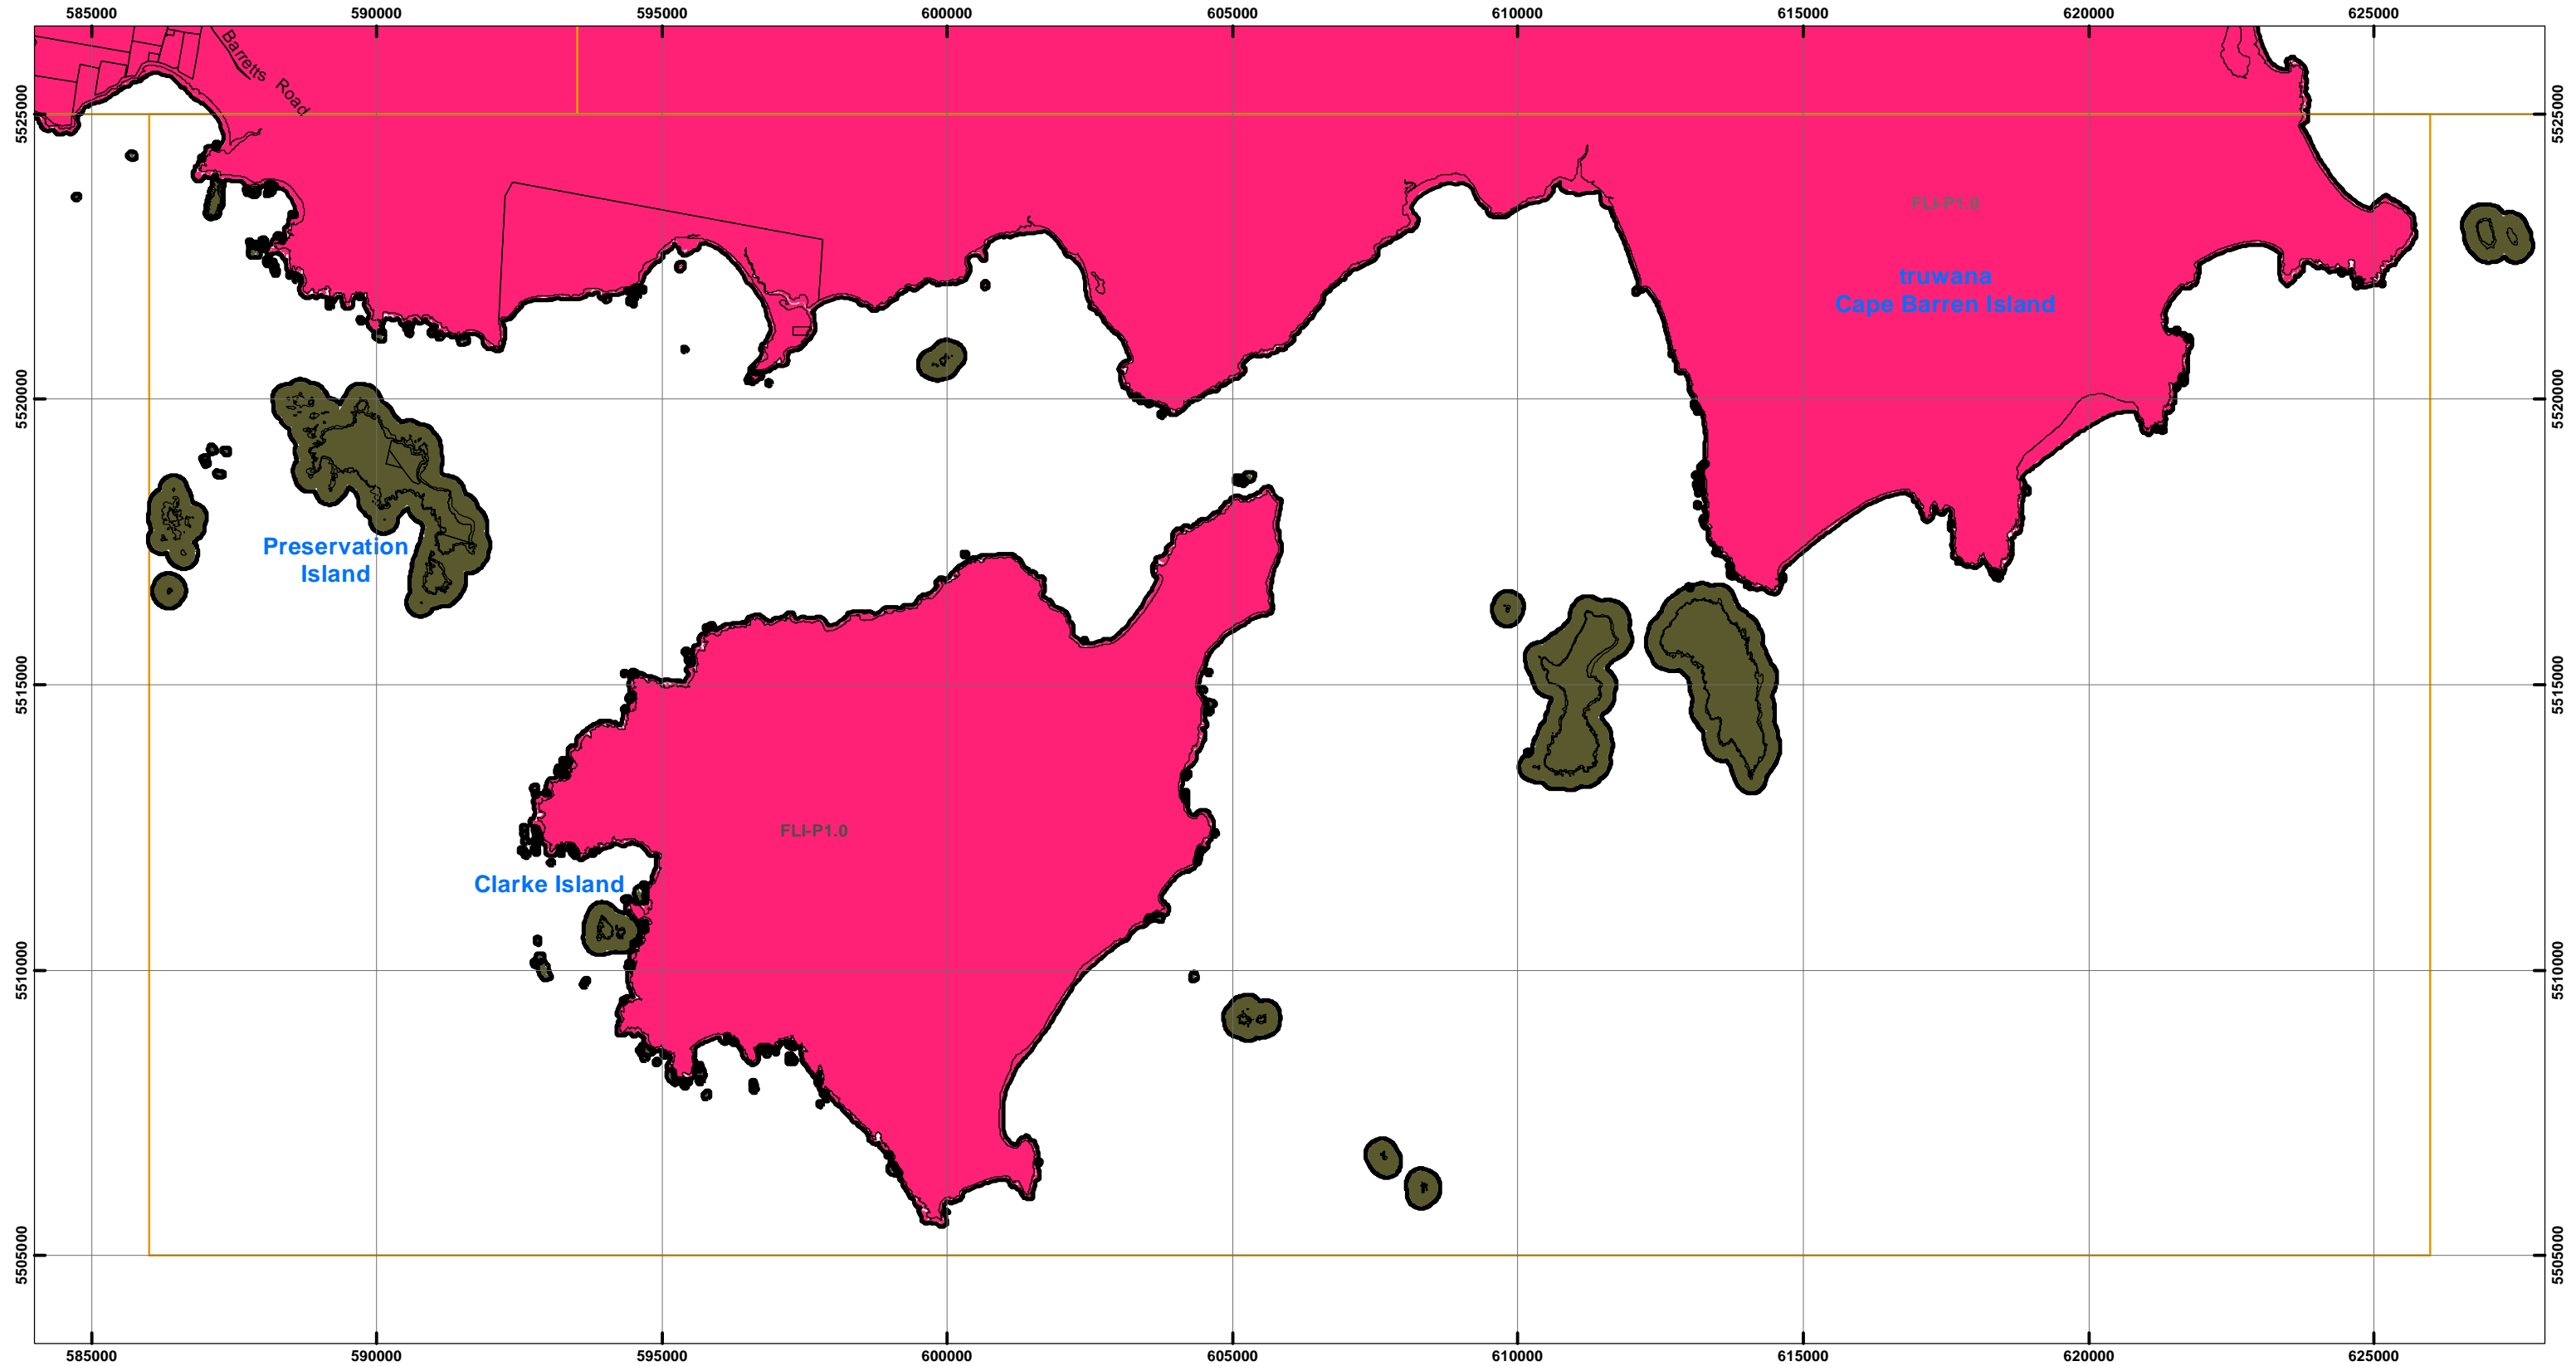 585000 590000 595000 600000 605000 610000 615000 620000 625000
Barretts Road
5525000 5525000
FLI-P1.0
truwana
Cape Barren Island
5520000 5520000
Preservation
Island
5515000 5515000
FLI-P1.0
Clarke Island
5510000 5510000
5505000 5505000
585000 590000 595000 600000 605000 610000 615000 620000 625000